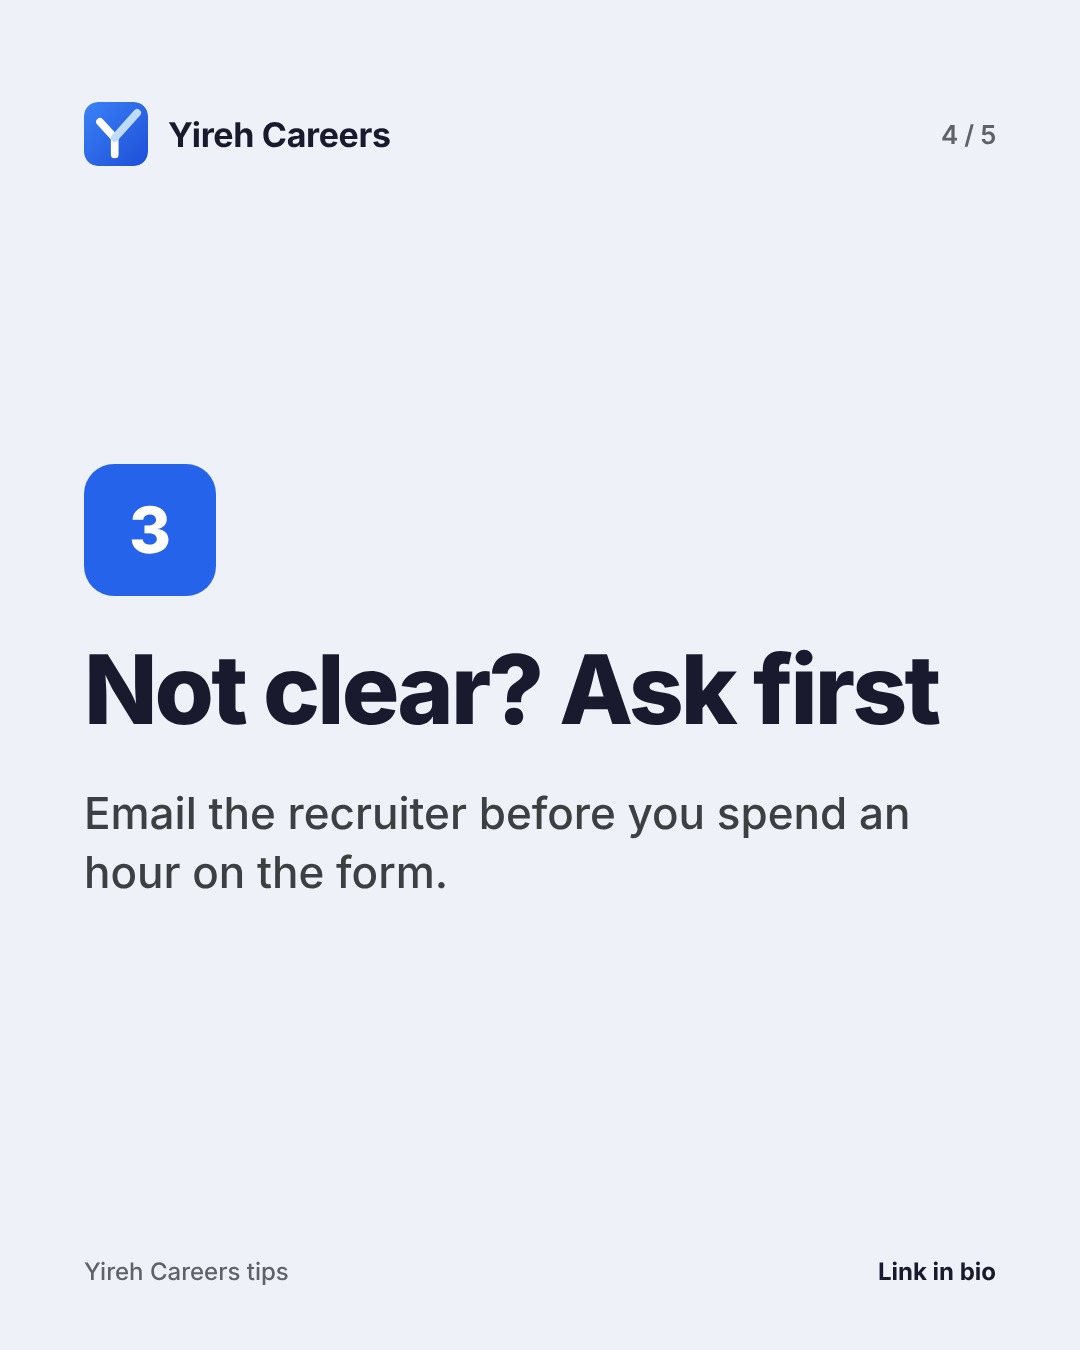 Yireh Careers
4 / 5
3
Not clear? Ask first
Email the recruiter before you spend an
hour on the form.
Yireh Careers tips
Link in bio